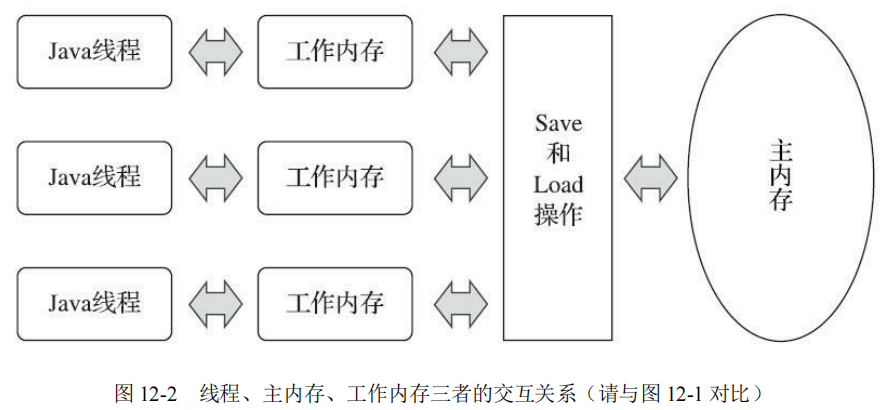 Java线程
工作内存
Java线程
工作内存
Java线程
工作内存
Save
和
Load
操作
主
内
存
图 12-2 线程、主内存、工作内存三者的交互关系（请与图 12-1 对比）